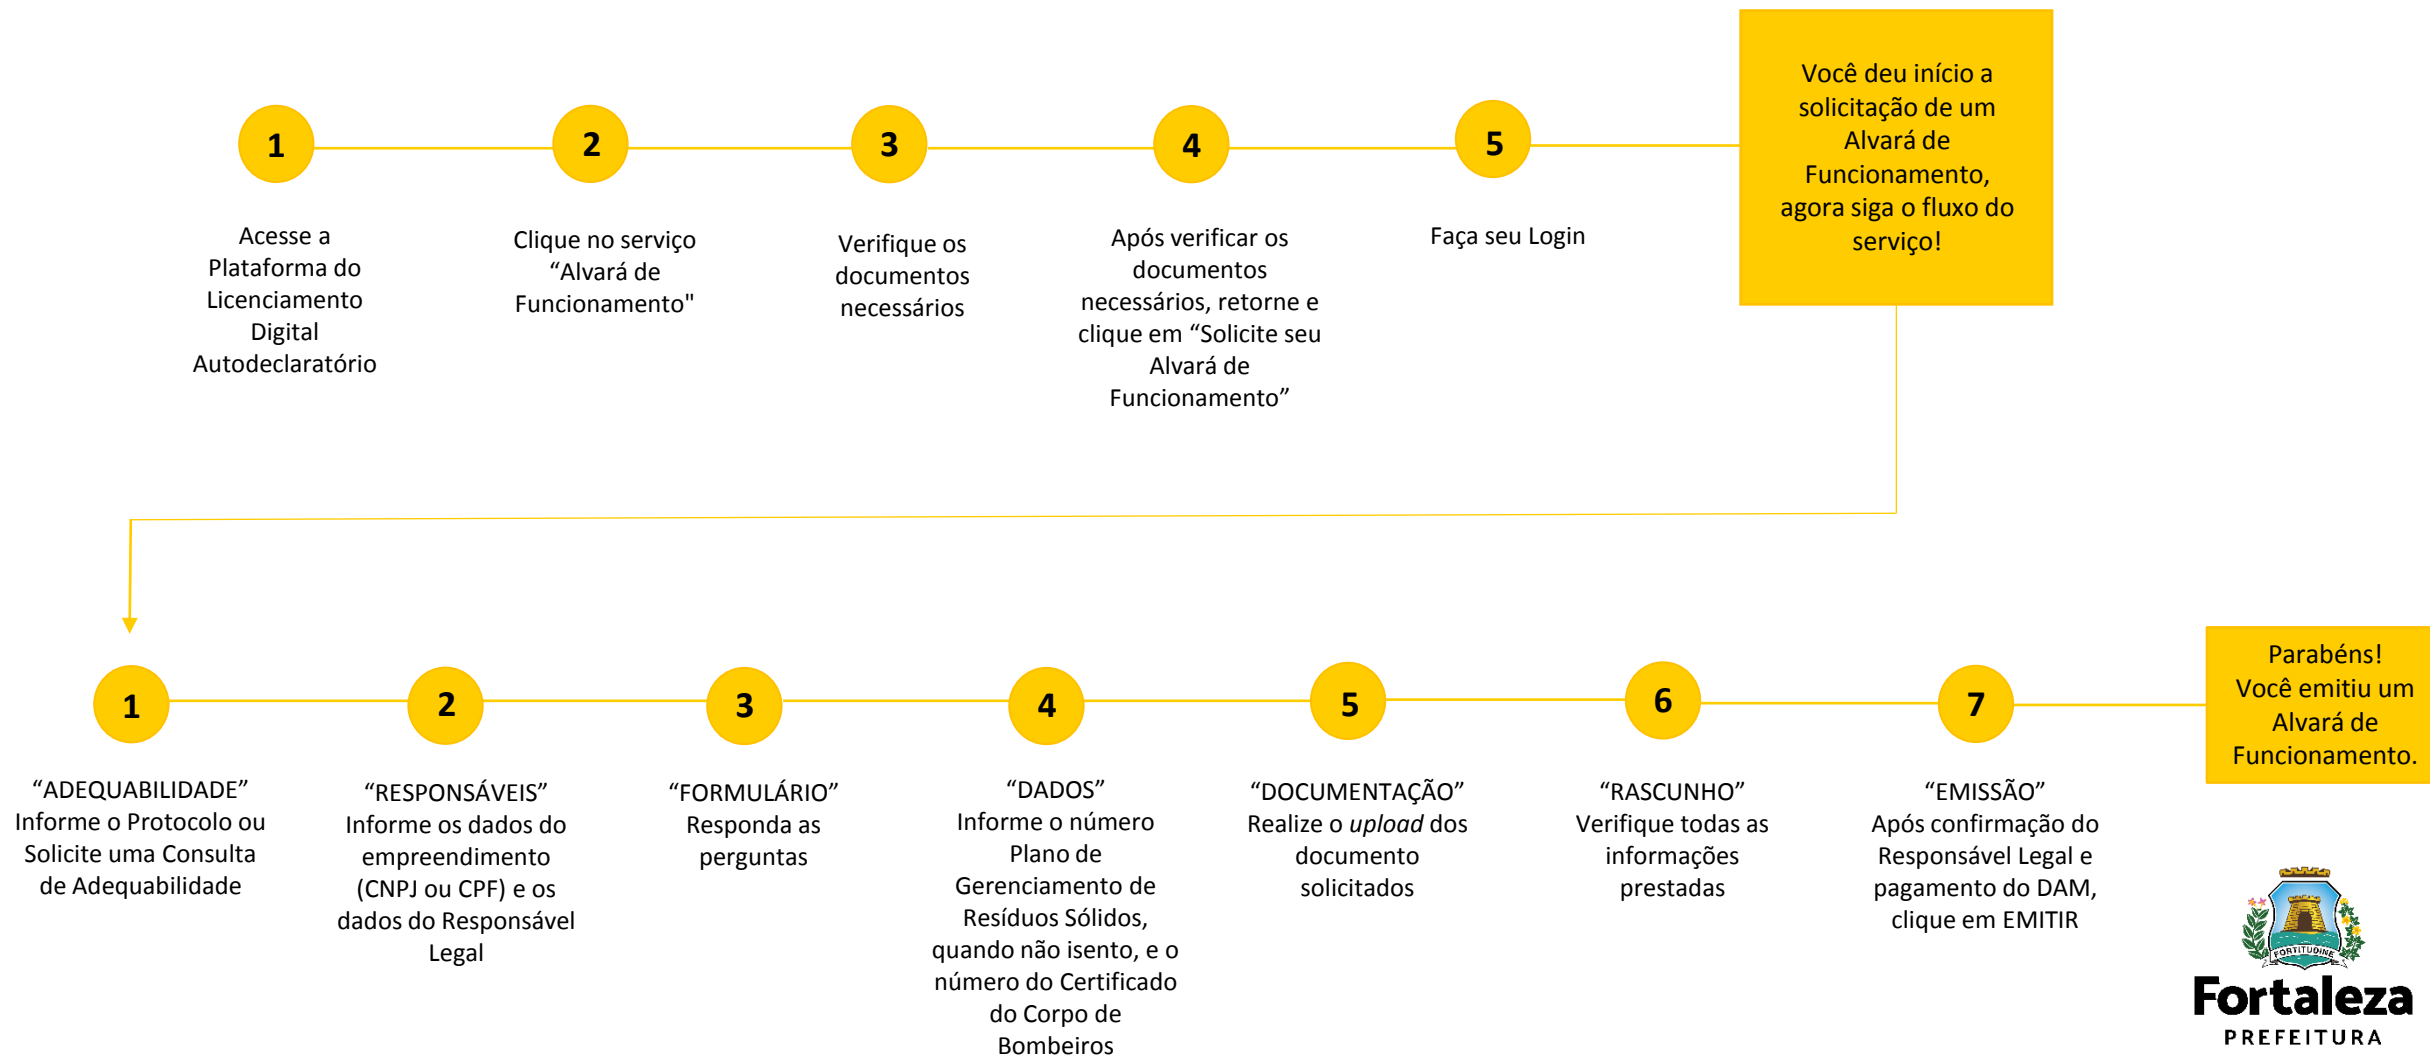 1
Acesse a
Plataforma do
Licenciamento
Digital
Autodeclaratório
2
Clique no serviço
“Alvará de
Funcionamento"
3
Verifique os
documentos
necessários
4
Após verificar os
documentos
necessários, retorne e
clique em “Solicite seu
Alvará de
Funcionamento”
5
Faça seu Login
Você deu início a
solicitação de um
Alvará de
Funcionamento,
agora siga o fluxo do
serviço!
1
“ADEQUABILIDADE”
Informe o Protocolo ou
Solicite uma Consulta
de Adequabilidade
2
“RESPONSÁVEIS”
Informe os dados do
empreendimento
(CNPJ ou CPF) e os
dados do Responsável
Legal
3
“FORMULÁRIO”
Responda as
perguntas
4
“DADOS”
Informe o número
Plano de
Gerenciamento de
Resíduos Sólidos,
quando não isento, e o
número do Certificado
do Corpo de
Bombeiros
5
“DOCUMENTAÇÃO”
Realize o upload dos
documento
solicitados
6
“RASCUNHO”
Verifique todas as
informações
prestadas
7
“EMISSÃO”
Após confirmação do
Responsável Legal e
pagamento do DAM,
clique em EMITIR
Parabéns!
Você emitiu um
Alvará de
Funcionamento.
FORTITUDINE
Fortaleza
PREFEITURA